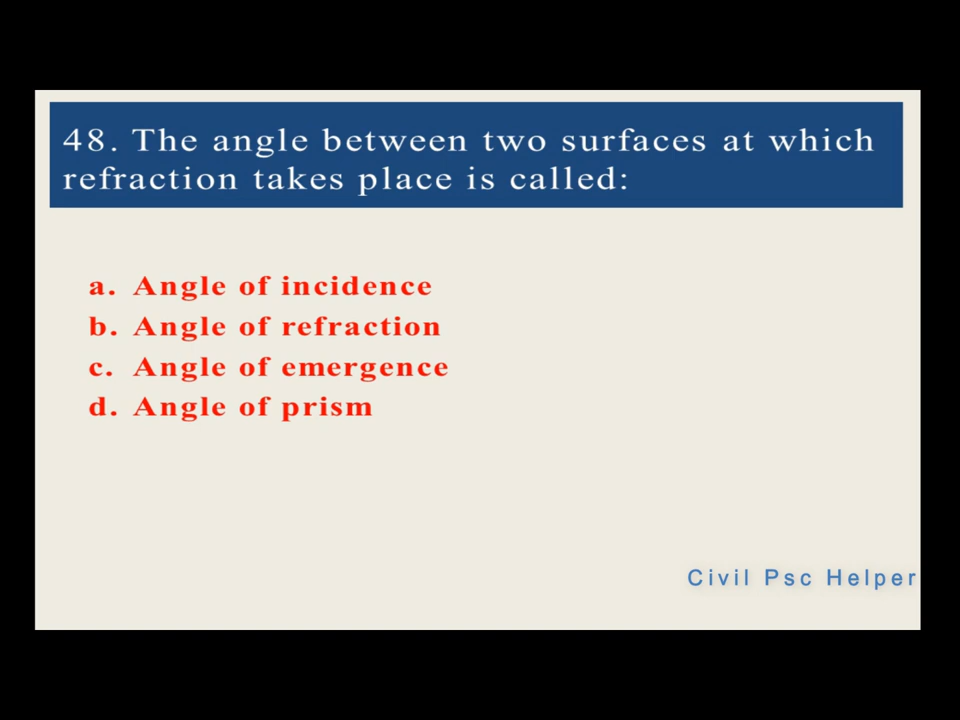 48. The angle between two surfaces at which
refraction takes place is called:
a. Angle of incidence
b. Angle of refraction
c. Angle of emergence
d. Angle of prism
Civil Psc Helper